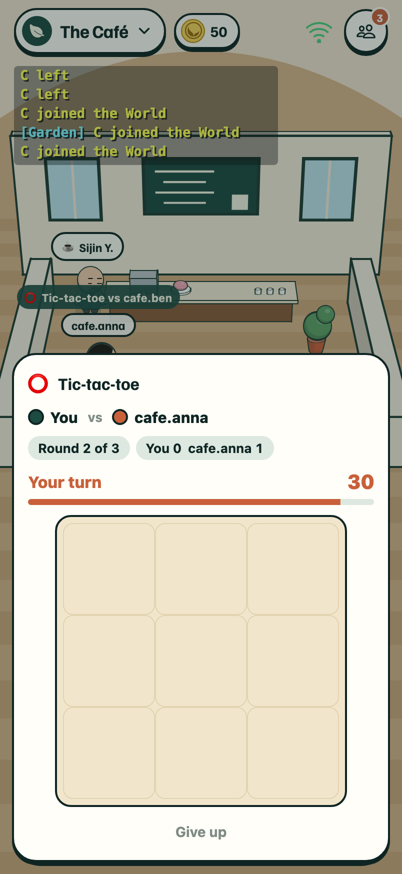 The Café
50
3
C left
C left
C joined the World
[Garden] C joined the World
C joined the World
Sijin Y.
Tic-tac-toe vs cafe.ben
cafe.anna
Tic-tac-toe
You vs cafe.anna
Round 2 of 3
You 0 cafe.anna 1
Your turn
30
Give up